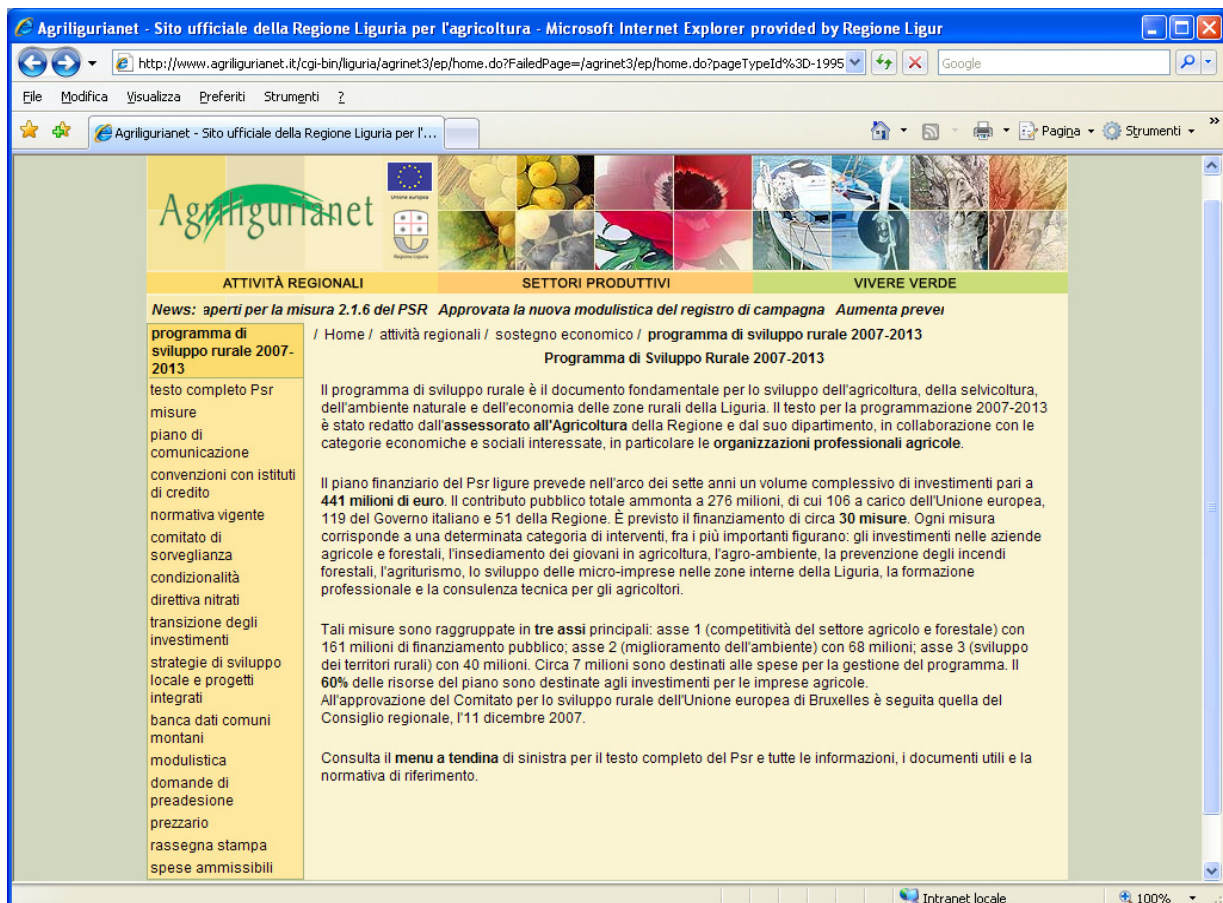 Agriligurianet - Sito ufficiale della Regione Liguria per l'agricoltura - Microsoft Internet Explorer provided by Regione Ligur
http://www.agriligurianet.it/cgi-bin/liguria/agrinet3/ep/home.do?FailedPage=/agrinet3/ep/home.do?pageTypeId%3D-1995
Google
File Modifica Visualizza Preferiti Strumenti ?
Agriligurianet - Sito ufficiale della Regione Liguria per l'...
Pagina
Strumenti
Agriligurianet
Unione europea
Regione Liguria
ATTIVITÀ REGIONALI
SETTORI PRODUTTIVI
VIVERE VERDE
News: aperti per la misura 2.1.6 del PSR Approvata la nuova modulistica del registro di campagna Aumenta preve
programma di
sviluppo rurale 2007-
2013
testo completo Psr
misure
piano di
comunicazione
convenzioni con istituti
di credito
normativa vigente
comitato di
sorveglianza
condizionalità
direttiva nitrati
transizione degli
investimenti
strategie di sviluppo
locale e progetti
integrati
banca dati comuni
montani
modulistica
domande di
preadesione
prezzario
rassegna stampa
spese ammissibili
/ Home / attività regionali / sostegno economico / programma di sviluppo rurale 2007-2013
Programma di Sviluppo Rurale 2007-2013
Il programma di sviluppo rurale è il documento fondamentale per lo sviluppo dell'agricoltura, della selvicoltura,
dell'ambiente naturale e dell'economia delle zone rurali della Liguria. Il testo per la programmazione 2007-2013
è stato redatto dall'assessorato all'Agricoltura della Regione e dal suo dipartimento, in collaborazione con le
categorie economiche e sociali interessate, in particolare le organizzazioni professionali agricole.
Il piano finanziario del Psr ligure prevede nell'arco dei sette anni un volume complessivo di investimenti pari a
441 milioni di euro. Il contributo pubblico totale ammonta a 276 milioni, di cui 106 a carico dell'Unione europea,
119 del Governo italiano e 51 della Regione. È previsto il finanziamento di circa 30 misure. Ogni misura
corrisponde a una determinata categoria di interventi, fra i più importanti figurano: gli investimenti nelle aziende
agricole e forestali, l'insediamento dei giovani in agricoltura, l'agro-ambiente, la prevenzione degli incendi
forestali, l'agriturismo, lo sviluppo delle micro-imprese nelle zone interne della Liguria, la formazione
professionale e la consulenza tecnica per gli agricoltori.
Tali misure sono raggruppate in tre assi principali: asse 1 (competitività del settore agricolo e forestale) con
161 milioni di finanziamento pubblico; asse 2 (miglioramento dell'ambiente) con 68 milioni; asse 3 (sviluppo
dei territori rurali) con 40 milioni. Circa 7 milioni sono destinati alle spese per la gestione del programma. Il
60% delle risorse del piano sono destinate agli investimenti per le imprese agricole.
All'approvazione del Comitato per lo sviluppo rurale dell'Unione europea di Bruxelles è seguita quella del
Consiglio regionale, l'11 dicembre 2007.
Consulta il menu a tendina di sinistra per il testo completo del Psr e tutte le informazioni, i documenti utili e la
normativa di riferimento.
Intranet locale
100%